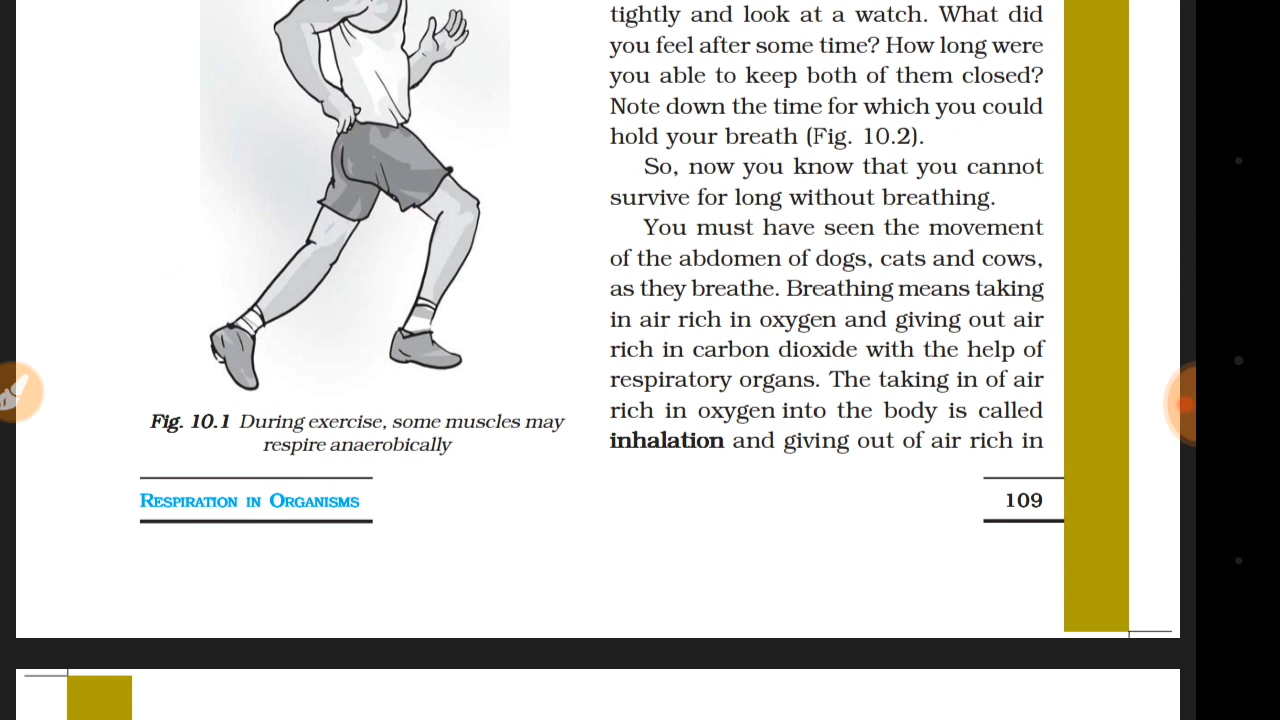 tightly and look at a watch. What did
you feel after some time? How long were
you able to keep both of them closed?
Note down the time for which you could
hold your breath (Fig. 10.2).
So, now you know that you cannot
survive for long without breathing.
You must have seen the movement
of the abdomen of dogs, cats and cows,
as they breathe. Breathing means taking
in air rich in oxygen and giving out air
rich in carbon dioxide with the help of
respiratory organs. The taking in of air
rich in oxygen into the body is called
inhalation and giving out of air rich in
Fig. 10.1 During exercise, some muscles may
respire anaerobically
RESPIRATION IN ORGANISMS
109